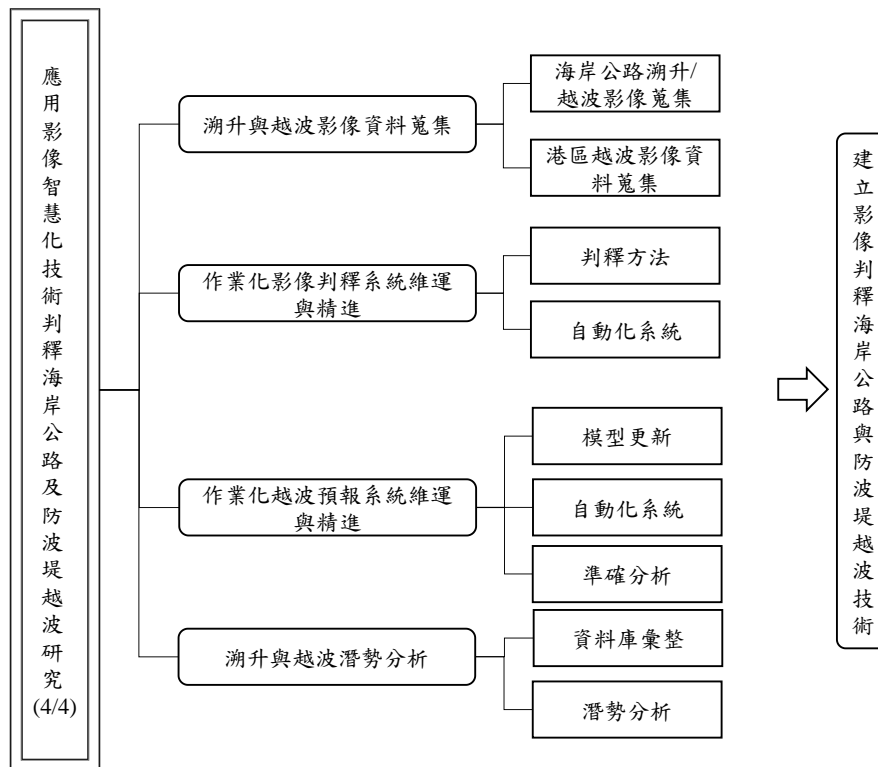 應用影像智慧化技術判釋海岸公路及防波堤越波研究
(4/4)
溯升與越波影像資料蒐集
海岸公路溯升/
越波影像蒐集
港區越波影像資
料蒐集
作業化影像判釋系統維運
與精進
判釋方法
自動化系統
作業化越波預報系統維運
與精進
模型更新
自動化系統
準確分析
溯升與越波潛勢分析
資料庫彙整
潛勢分析
建立影像判釋海岸公路與防波堤越波技術